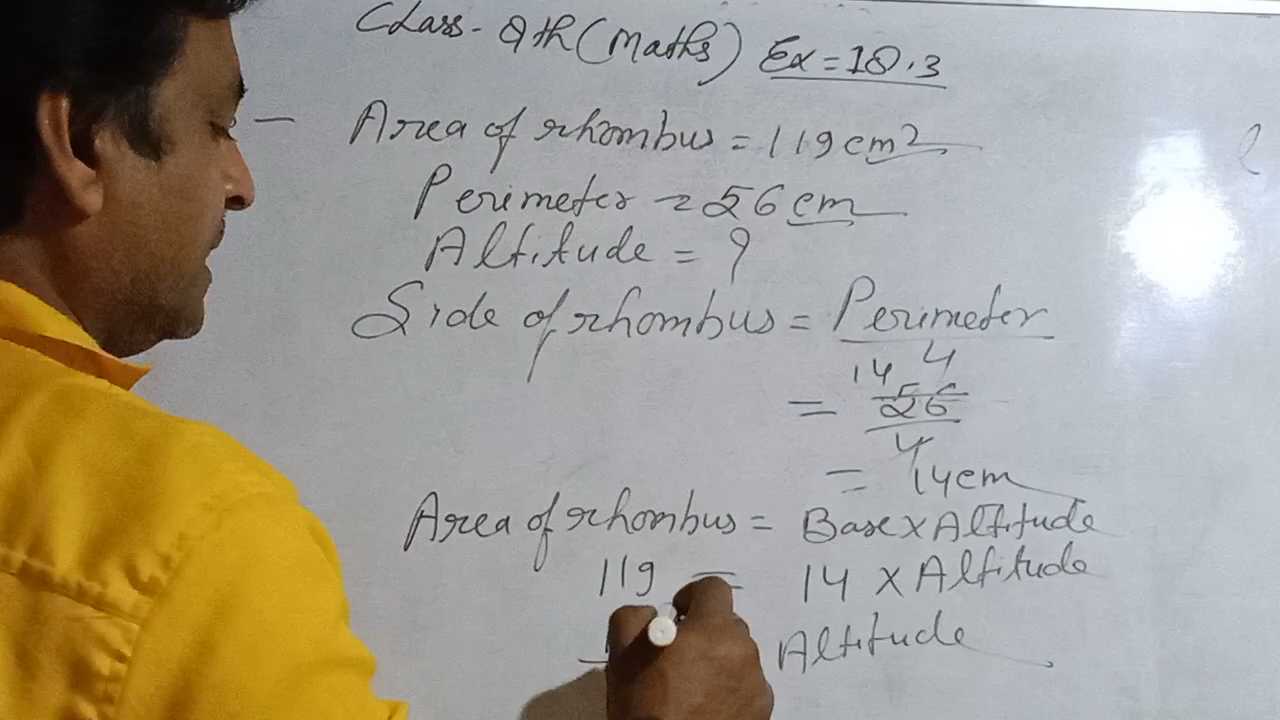 Class-9th (Maths) Ex=18.3
— Area of rhombus = 119 cm2
Perimeter = 56 cm
Altitude = ?
Side of rhombus = Perimeter
4
14
= 56
4
= 14cm
Area of rhombus = Base x Altitude
119 = 14 x Altitude
Altitude